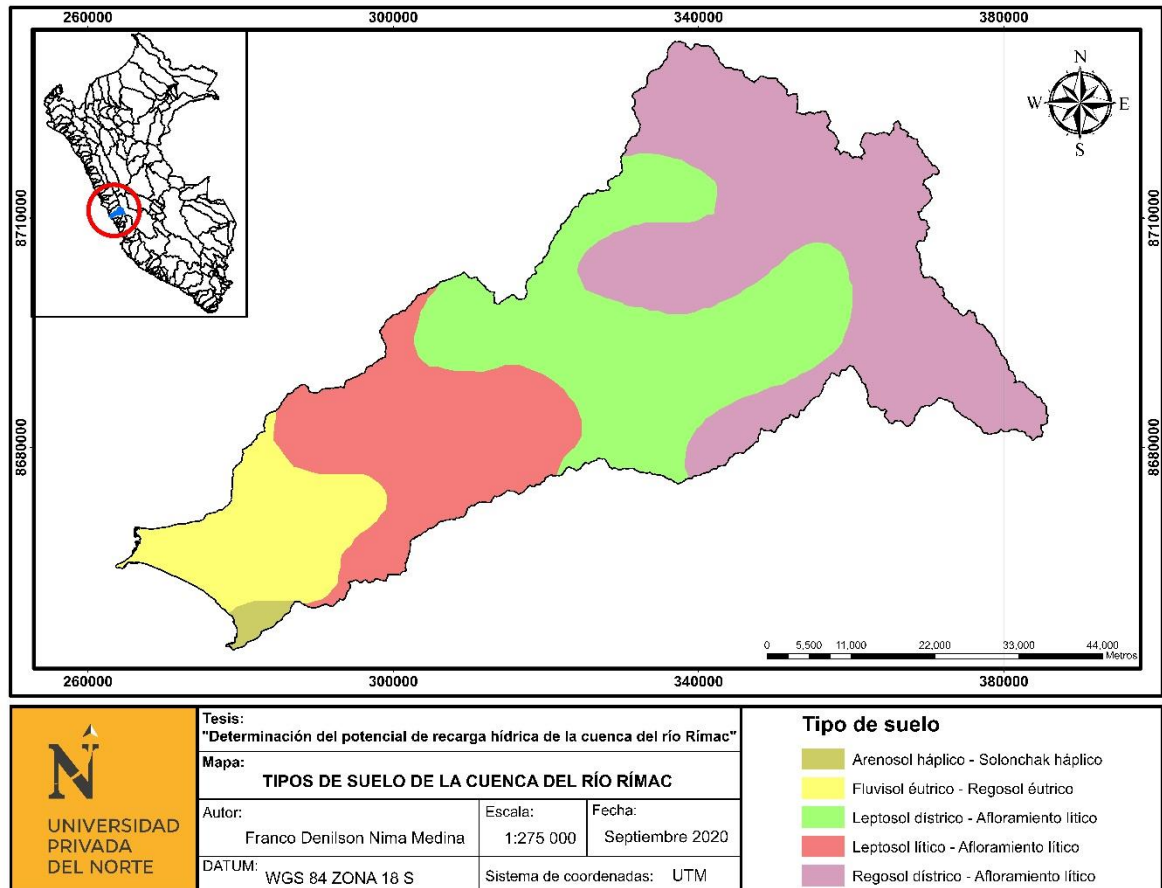 260000 300000 340000 380000
N
W E
S
8710000 8710000
8680000 8680000
0 5,500 11,000 22,000 33,000 44,000
Metros
260000 300000 340000 380000
N
UNIVERSIDAD
PRIVADA
DEL NORTE
Tesis:
"Determinación del potencial de recarga hídrica de la cuenca del río Rímac"
Mapa:
TIPOS DE SUELO DE LA CUENCA DEL RÍO RÍMAC
Autor:
Franco Denilson Nima Medina
Escala:
1:275 000
Fecha:
Septiembre 2020
DATUM: WGS 84 ZONA 18 S
Sistema de coordenadas: UTM
Tipo de suelo
Arenosol háplico - Solonchak háplico
Fluvisol éutrico - Regosol éutrico
Leptosol dístrico - Afloramiento lítico
Leptosol lítico - Afloramiento lítico
Regosol dístrico - Afloramiento lítico